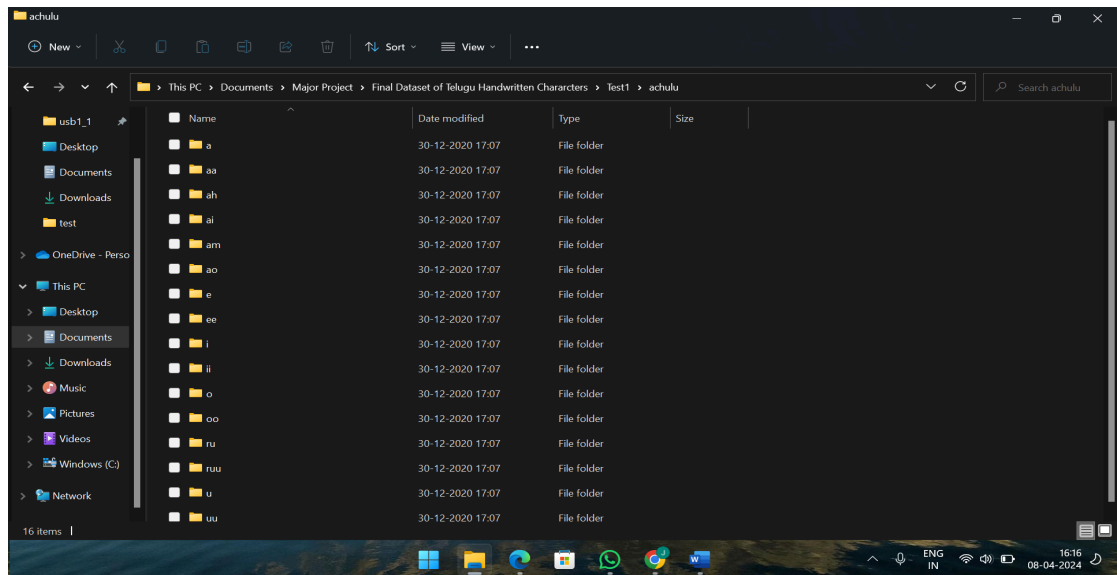 achulu
New
Sort
View
This PC > Documents > Major Project > Final Dataset of Telugu Handwritten Chararcters > Test1 > achulu
Search achulu
usb1_1
Desktop
Documents
Downloads
test
OneDrive - Perso
This PC
Desktop
Documents
Downloads
Music
Pictures
Videos
Windows (C:)
Network
Name Date modified Type Size
a 30-12-2020 17:07 File folder
aa 30-12-2020 17:07 File folder
ah 30-12-2020 17:07 File folder
ai 30-12-2020 17:07 File folder
am 30-12-2020 17:07 File folder
ao 30-12-2020 17:07 File folder
e 30-12-2020 17:07 File folder
ee 30-12-2020 17:07 File folder
i 30-12-2020 17:07 File folder
ii 30-12-2020 17:07 File folder
o 30-12-2020 17:07 File folder
oo 30-12-2020 17:07 File folder
ru 30-12-2020 17:07 File folder
ruu 30-12-2020 17:07 File folder
u 30-12-2020 17:07 File folder
uu 30-12-2020 17:07 File folder
16 items
ENG
IN
16:16
08-04-2024